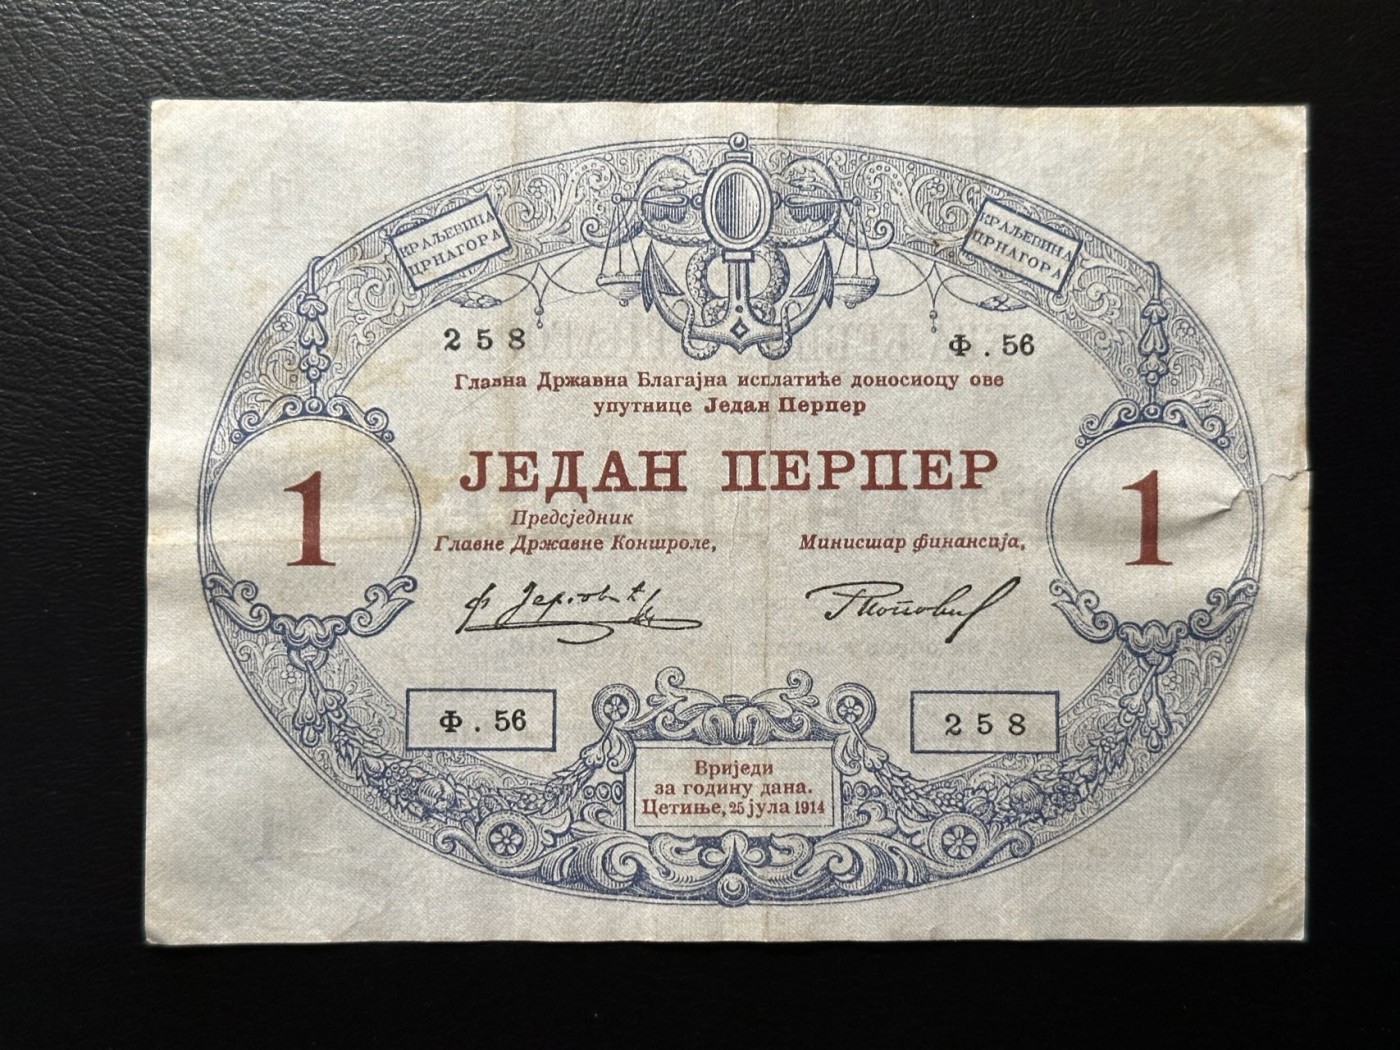 КРАЉЕВИНА
ЦРНАГОРА
КРАЉЕВИНА
ЦРНАГОРА
258
Ф. 56
Главна Државна Благајна исплатиће доносиоцу ове
упутнице Један Перпер
ЈЕДАН ПЕРПЕР
1
1
Предсједник
Главне Државне Контроле,
Министар финансија,
Ф. 56
258
Вриједи
за годину дана.
Цетиње, 25 јула 1914